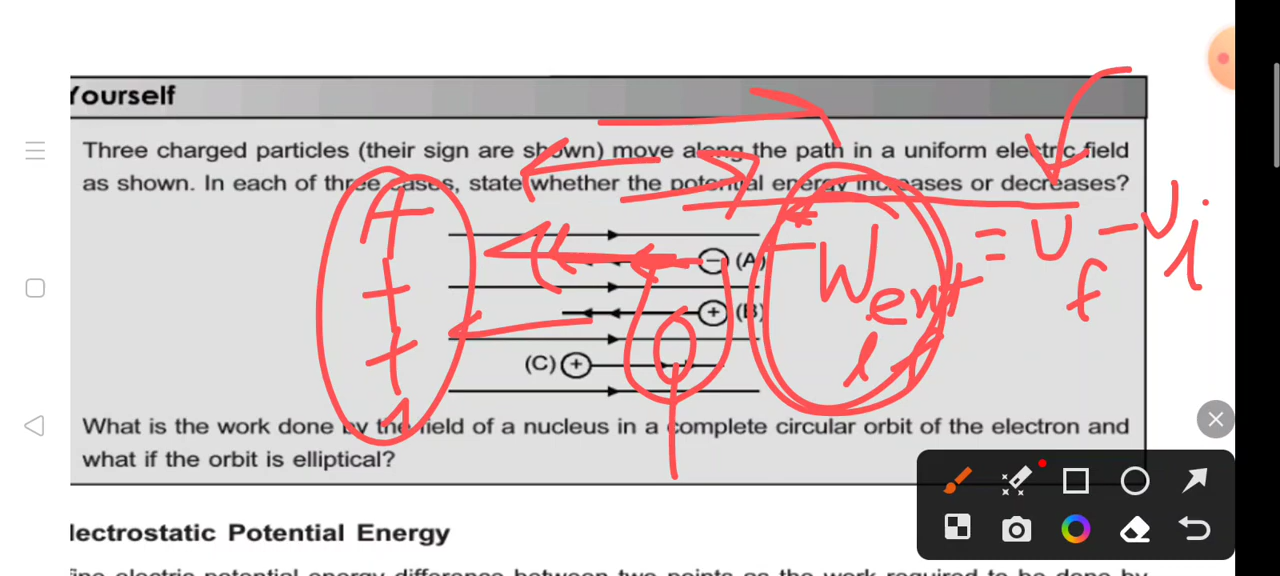 Yourself
Three charged particles (their sign are shown) move along the path in a uniform electric field
as shown. In each of three cases, state whether the potential energy increases or decreases?
− (A)
+ (B)
(C) +
− W = U f − U i
What is the work done by the field of a nucleus in a complete circular orbit of the electron and
what if the orbit is elliptical?
lectrostatic Potential Energy